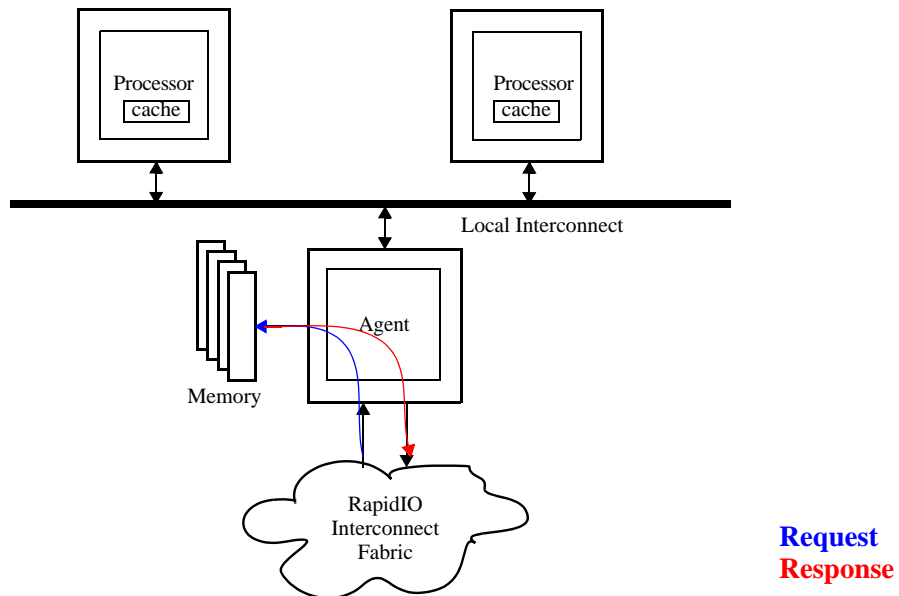 Processor
cache
Processor
cache
Local Interconnect
Agent
Memory
RapidIO
Interconnect
Fabric
Request
Response